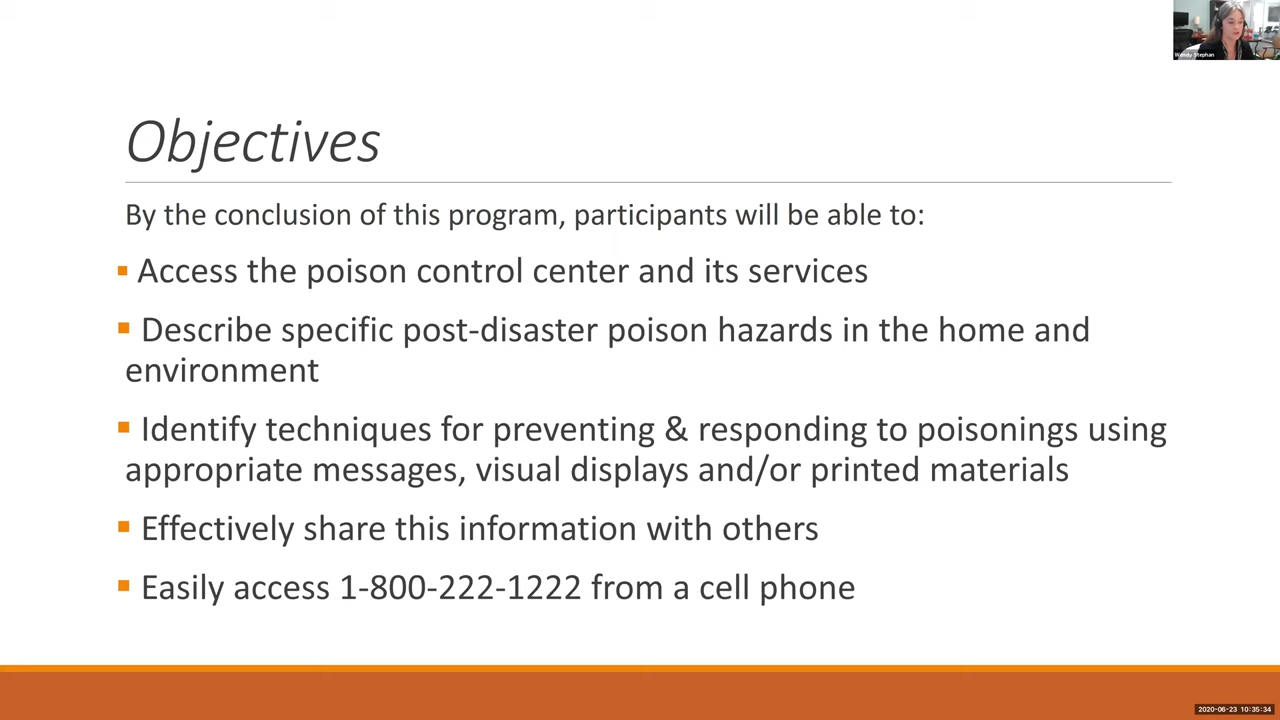 Wendy Stephan
Objectives
By the conclusion of this program, participants will be able to:
▪ Access the poison control center and its services
▪ Describe specific post-disaster poison hazards in the home and
environment
▪ Identify techniques for preventing & responding to poisonings using
appropriate messages, visual displays and/or printed materials
▪ Effectively share this information with others
▪ Easily access 1-800-222-1222 from a cell phone
2020-06-23 10:35:34